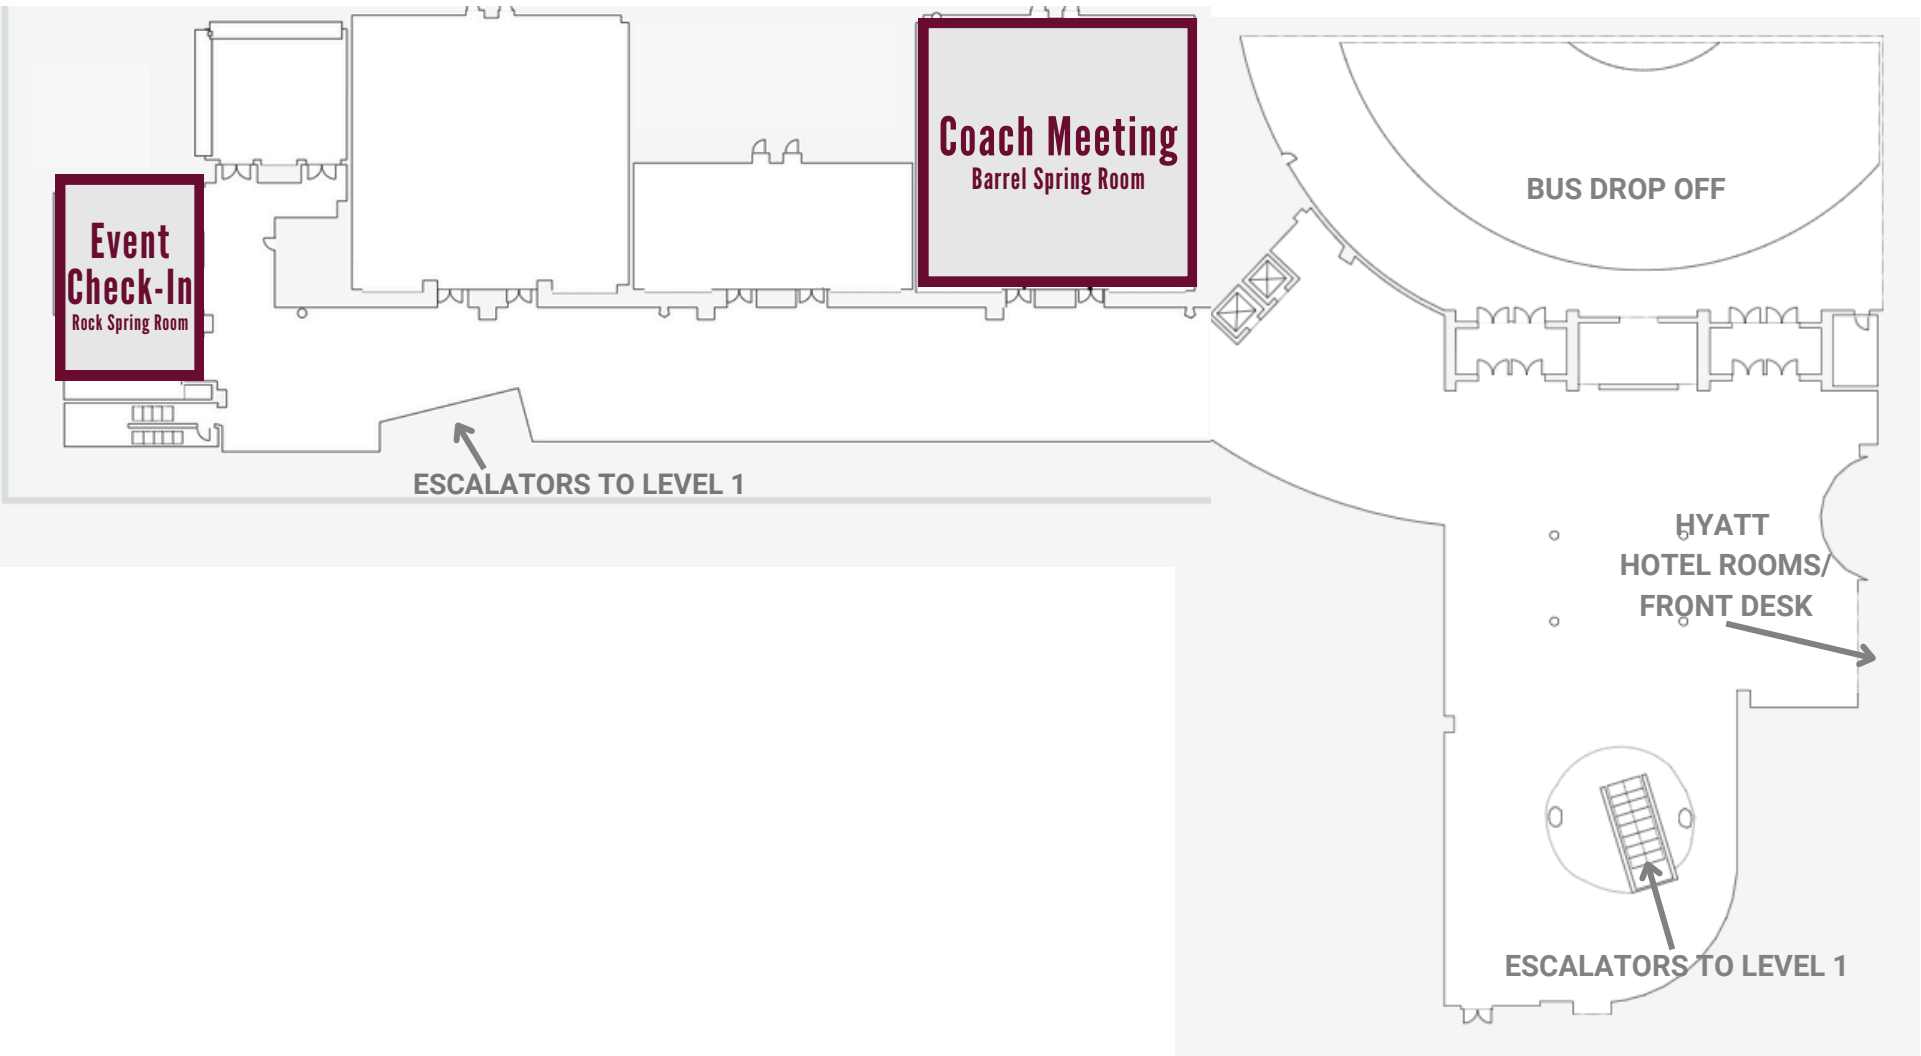 Event
Check-In
Rock Spring Room
Coach Meeting
Barrel Spring Room
BUS DROP OFF
ESCALATORS TO LEVEL 1
HYATT
HOTEL ROOMS/
FRONT DESK
ESCALATORS TO LEVEL 1